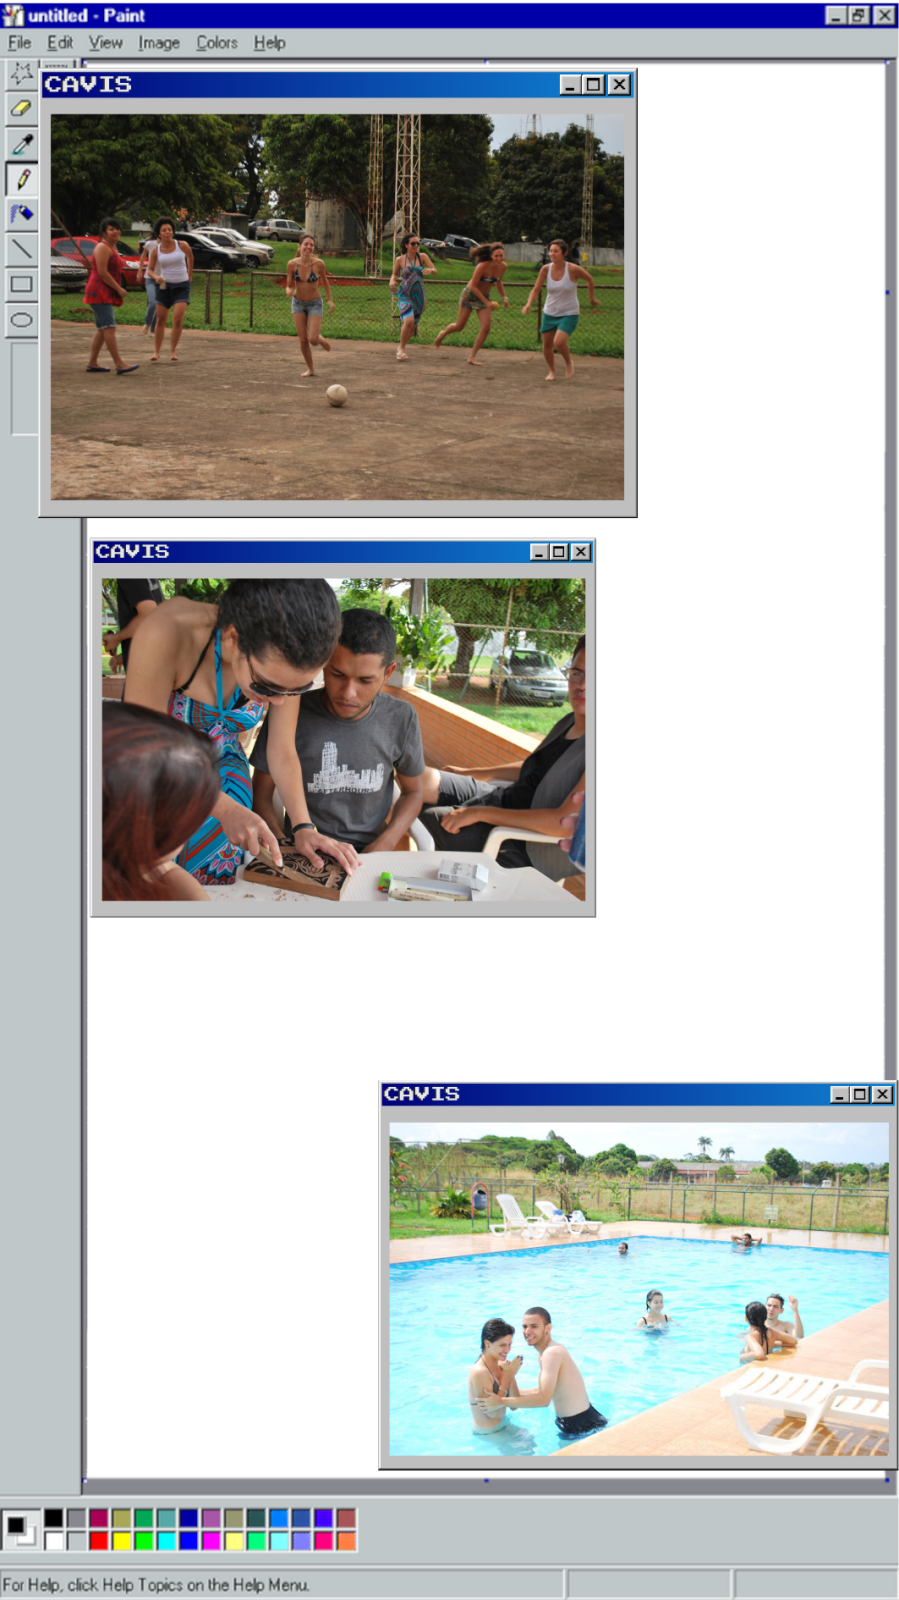 untitled - Paint
File Edit View Image Colors Help
CAVIS
CAVIS
CAVIS
For Help, click Help Topics on the Help Menu.